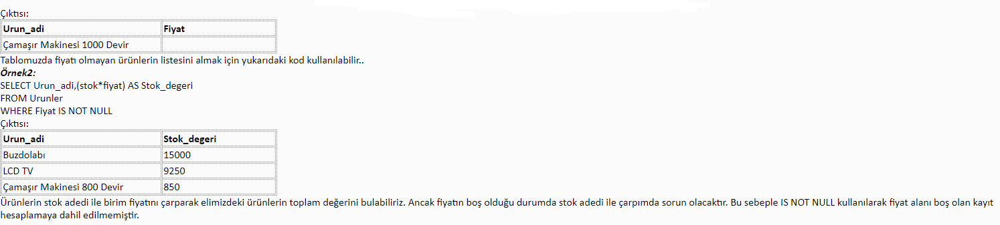 Çıktısı:
Urun_adi Fiyat
Çamaşır Makinesi 1000 Devir
Tablomuzda fiyatı olmayan ürünlerin listesini almak için yukarıdaki kod kullanılabilir..
Örnek2:
SELECT Urun_adi,(stok*fiyat) AS Stok_degeri
FROM Urunler
WHERE Fiyat IS NOT NULL
Çıktısı:
Urun_adi Stok_degeri
Buzdolabı 15000
LCD TV 9250
Çamaşır Makinesi 800 Devir 850
Ürünlerin stok adedi ile birim fiyatını çarparak elimizdeki ürünlerin toplam değerini bulabiliriz. Ancak fiyatın boş olduğu durumda stok adedi ile çarpımda sorun olacaktır. Bu sebeple IS NOT NULL kullanılarak fiyat alanı boş olan kayıt
hesaplamaya dahil edilmemiştir.